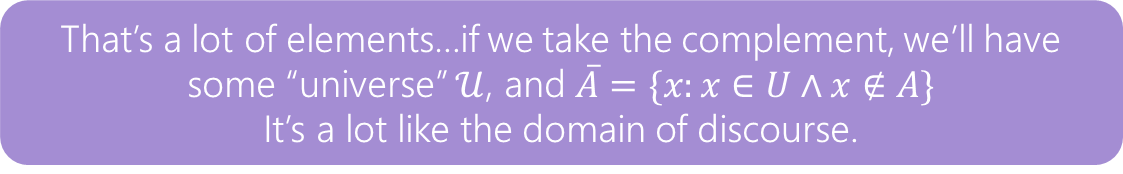 That’s a lot of elements…if we take the complement, we’ll have
some “universe” 𝒰, and Ā = {x: x ∈ U ∧ x ∉ A}
It’s a lot like the domain of discourse.